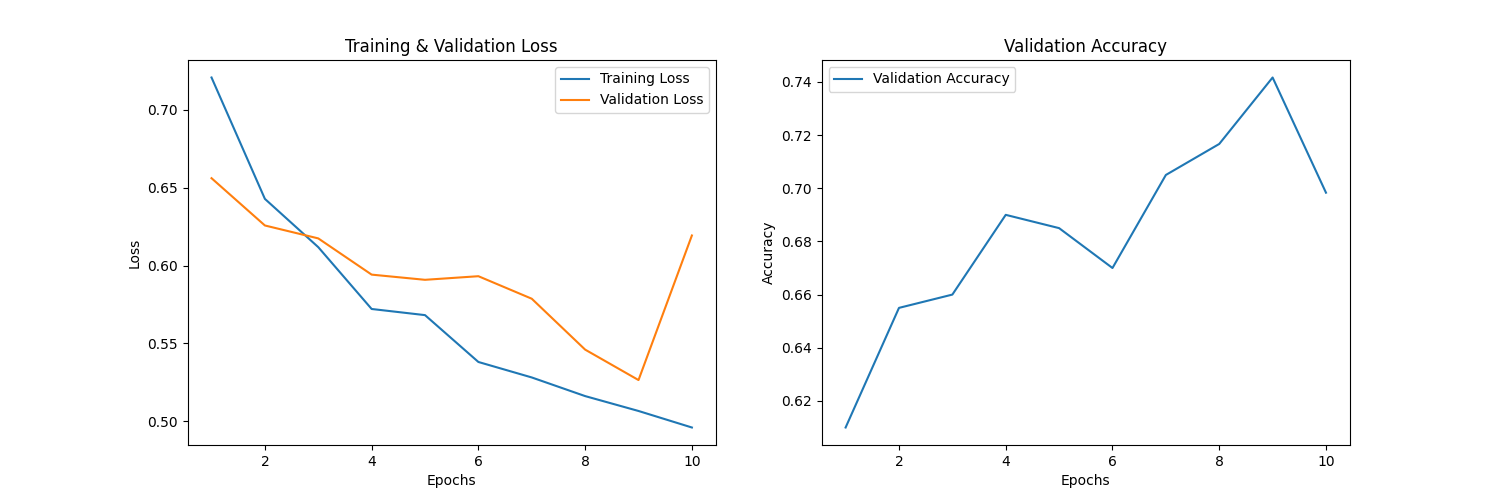 Training & Validation Loss
Training Loss
Validation Loss
0.70
0.65
0.60
0.55
0.50
Loss
2 4 6 8 10
Epochs
Validation Accuracy
Validation Accuracy
0.74
0.72
0.70
0.68
0.66
0.64
0.62
Accuracy
2 4 6 8 10
Epochs